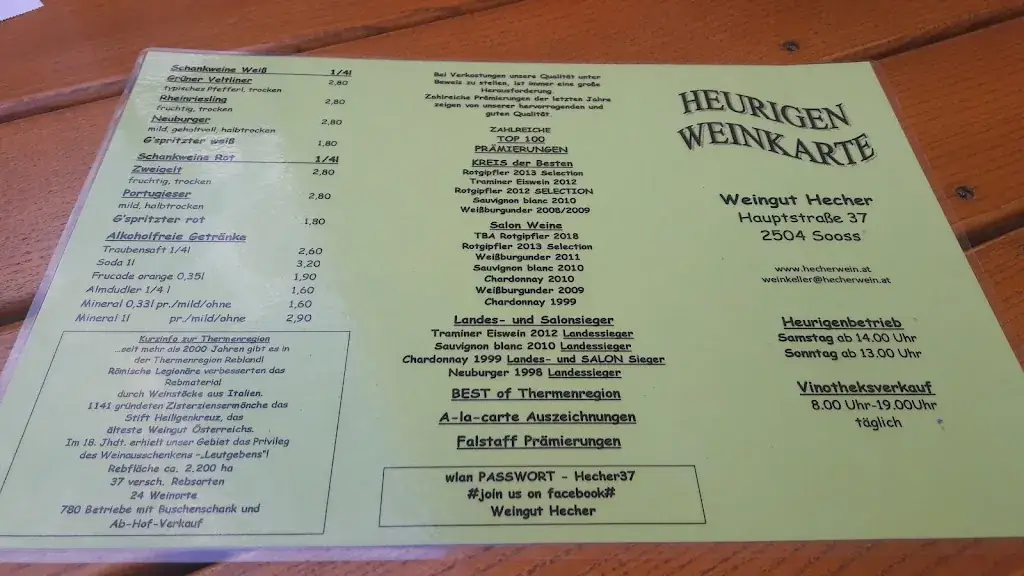 Schankweine Weiß 1/4l
Grüner Veltliner 2,80
typisches Pfefferl, trocken
Rheinriesling 2,80
fruchtig, trocken
Neuburger 2,80
mild, gehaltvoll, halbtrocken
G'spritzter weiß 1,80
Schankweine Rot 1/4l
Zweigelt 2,80
fruchtig, trocken
Portugieser 2,80
mild, halbtrocken
G'spritzter rot 1,80
Alkoholfreie Getränke
Traubensaft 1/4l 2,60
Soda 1l 3,20
Frucade orange 0,35l 1,90
Almdudler 1/4 l 1,60
Mineral 0,33l pr./mild/ohne 1,60
Mineral 1l pr./mild/ohne 2,90
Kurzinfo zur Thermenregion
...seit mehr als 2000 Jahren gibt es in
der Thermenregion Rebland!
Römische Legionäre verbesserten das
Rebmaterial
durch Weinstöcke aus Italien.
1141 gründeten Zisterziensermönche das
Stift Heiligenkreuz, das
älteste Weingut Österreichs.
Im 18. Jhdt. erhielt unser Gebiet das Privileg
des Weinausschenkens -„Leutgebens"!
Rebfläche ca. 2.200 ha
37 versch. Rebsorten
24 Weinorte
780 Betriebe mit Buschenschank und
Ab-Hof-Verkauf
Bei Verkostungen unsere Qualität unter
Beweis zu stellen, ist immer eine große
Herausforderung.
Zahlreiche Prämierungen der letzten Jahre
zeigen von unserer hervorragenden und
guten Qualität.
ZAHLREICHE
TOP 100
PRÄMIERUNGEN
KREIS der Besten
Rotgipfler 2013 Selection
Traminer Eiswein 2012
Rotgipfler 2012 SELECTION
Sauvignon blanc 2010
Weißburgunder 2008/2009
Salon Weine
TBA Rotgipfler 2018
Rotgipfler 2013 Selection
Weißburgunder 2011
Sauvignon blanc 2010
Chardonnay 2010
Weißburgunder 2009
Chardonnay 1999
Landes- und Salonsieger
Traminer Eiswein 2012 Landessieger
Sauvignon blanc 2010 Landessieger
Chardonnay 1999 Landes- und SALON Sieger
Neuburger 1998 Landessieger
BEST of Thermenregion
A-la-carte Auszeichnungen
Falstaff Prämierungen
wlan PASSWORT - Hecher37
#join us on facebook#
Weingut Hecher
HEURIGEN
WEINKARTE
Weingut Hecher
Hauptstraße 37
2504 Sooss
www.hecherwein.at
weinkeller@hecherwein.at
Heurigenbetrieb
Samstag ab 14.00 Uhr
Sonntag ab 13.00 Uhr
Vinotheksverkauf
8.00 Uhr-19.00Uhr
täglich